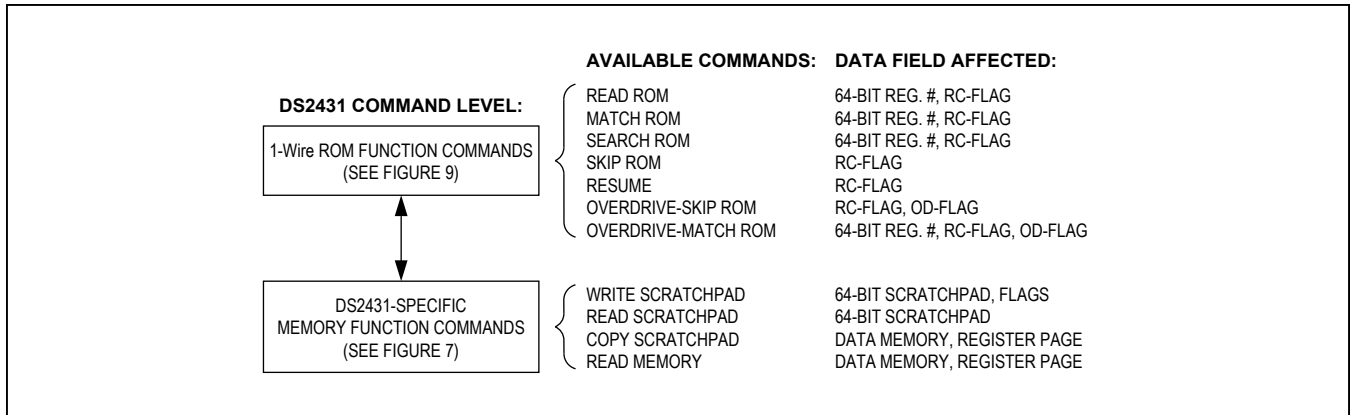 AVAILABLE COMMANDS: DATA FIELD AFFECTED:
DS2431 COMMAND LEVEL:
1-Wire ROM FUNCTION COMMANDS
(SEE FIGURE 9)
READ ROM 64-BIT REG. #, RC-FLAG
MATCH ROM 64-BIT REG. #, RC-FLAG
SEARCH ROM 64-BIT REG. #, RC-FLAG
SKIP ROM RC-FLAG
RESUME RC-FLAG
OVERDRIVE-SKIP ROM RC-FLAG, OD-FLAG
OVERDRIVE-MATCH ROM 64-BIT REG. #, RC-FLAG, OD-FLAG
DS2431-SPECIFIC
MEMORY FUNCTION COMMANDS
(SEE FIGURE 7)
WRITE SCRATCHPAD 64-BIT SCRATCHPAD, FLAGS
READ SCRATCHPAD 64-BIT SCRATCHPAD
COPY SCRATCHPAD DATA MEMORY, REGISTER PAGE
READ MEMORY DATA MEMORY, REGISTER PAGE